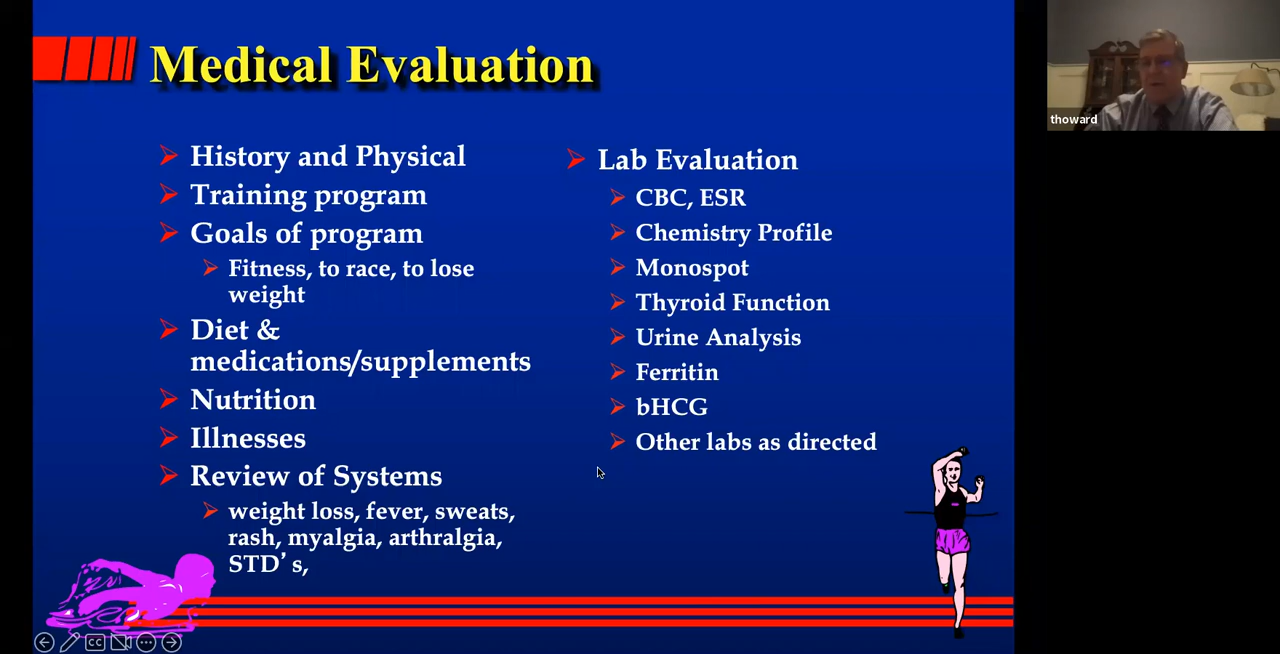 Medical Evaluation
History and Physical
Training program
Goals of program
Fitness, to race, to lose
weight
Diet &
medications/supplements
Nutrition
Illnesses
Review of Systems
weight loss, fever, sweats,
rash, myalgia, arthralgia,
STD's,
Lab Evaluation
CBC, ESR
Chemistry Profile
Monospot
Thyroid Function
Urine Analysis
Ferritin
bHCG
Other labs as directed
thoward
CC